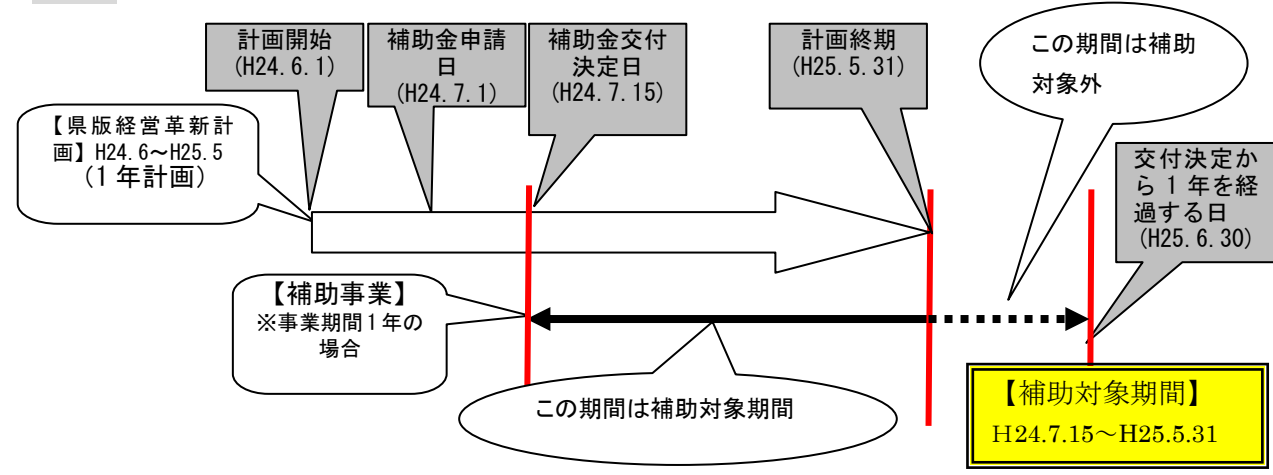 計画開始
(H24.6.1)
補助金申請
日
(H24.7.1)
補助金交付
決定日
(H24.7.15)
計画終期
(H25.5.31)
この期間は補助
対象外
【県版経営革新計
画】H24.6～H25.5
(1年計画)
交付決定か
ら1年を経
過する日
(H25.6.30)
【補助事業】
※事業期間1年の
場合
この期間は補助対象期間
【補助対象期間】
H24.7.15～H25.5.31